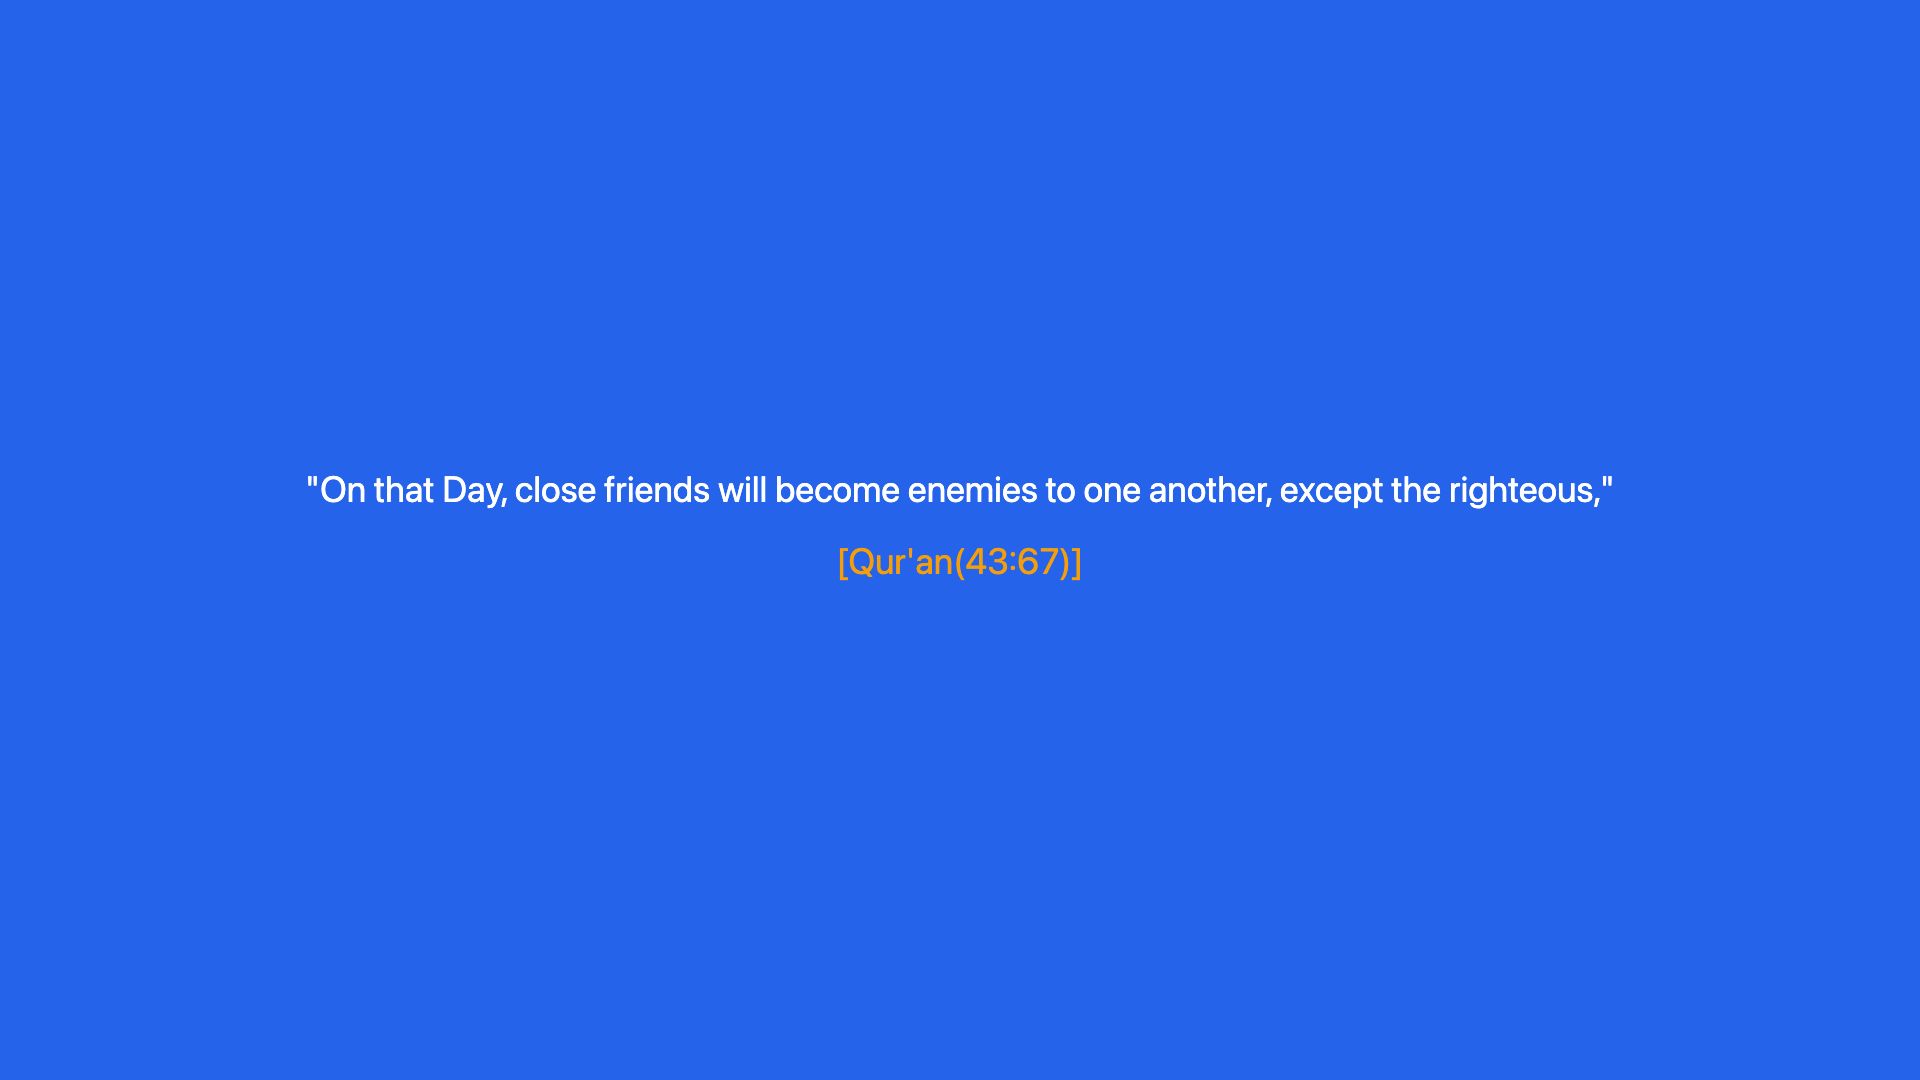 "On that Day, close friends will become enemies to one another, except the righteous,"
[Qur'an(43:67)]